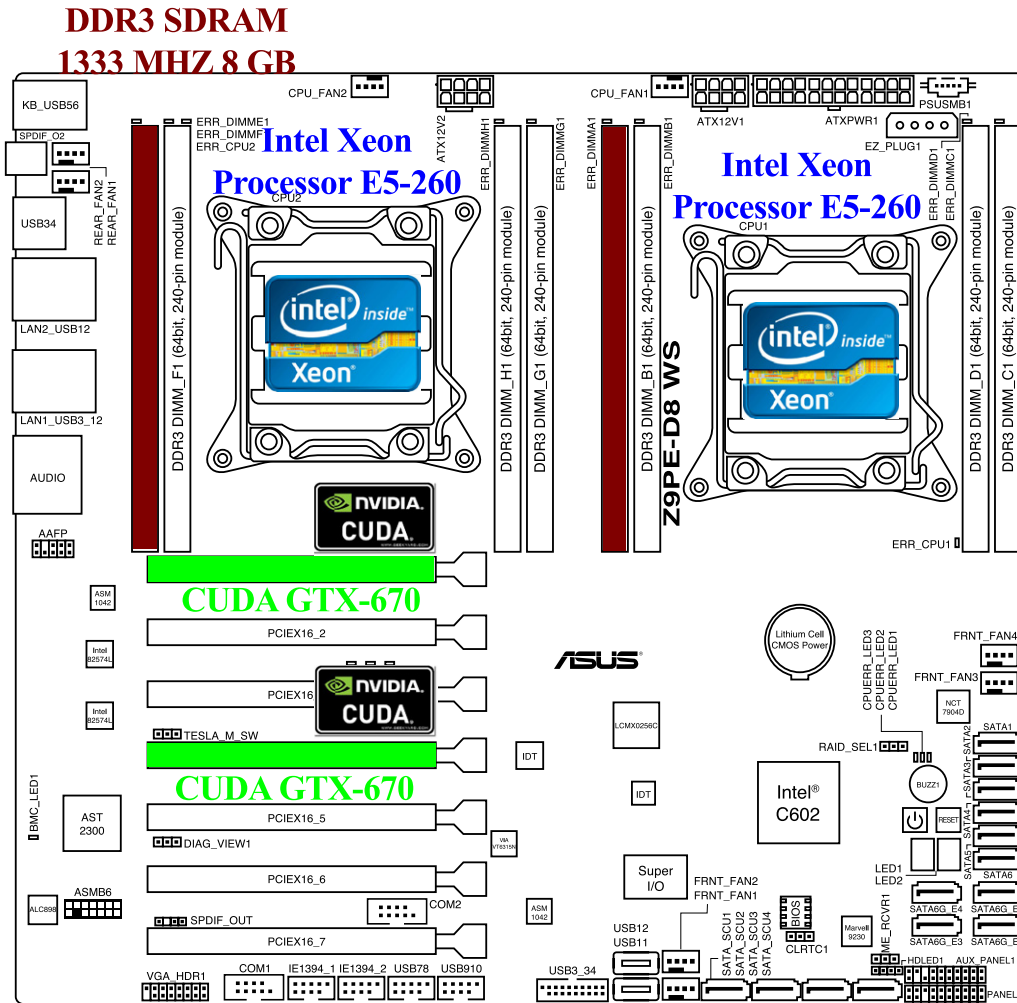 DDR3 SDRAM
1333 MHZ 8 GB
KB_USB56
CPU_FAN2
ATX12V2
CPU_FAN1
ATX12V1
ATXPWR1
PSUSMB1
EZ_PLUG1
SPDIF_O2
REAR_FAN2
REAR_FAN1
ERR_DIMME1
ERR_DIMMF1
ERR_CPU2
ERR_DIMMH1
ERR_DIMMG1
ERR_DIMMA1
ERR_DIMMB1
ERR_DIMMD1
ERR_DIMMC1
Intel Xeon
Processor E5-260
CPU2
Intel Xeon
Processor E5-260
CPU1
USB34
LAN2_USB12
LAN1_USB3_12
AUDIO
AAFP
DDR3 DIMM_F1 (64bit, 240-pin module)
DDR3 DIMM_H1 (64bit, 240-pin module)
DDR3 DIMM_G1 (64bit, 240-pin module)
DDR3 DIMM_B1 (64bit, 240-pin module)
DDR3 DIMM_D1 (64bit, 240-pin module)
DDR3 DIMM_C1 (64bit, 240-pin module)
intel® inside™
Xeon®
intel® inside™
Xeon®
Z9PE-D8 WS
NVIDIA.
CUDA.
ERR_CPU1
CUDA GTX-670
ASM
1042
PCIEX16_2
Intel
82574L
PCIEX16
NVIDIA.
CUDA.
Intel
82574L
TESLA_M_SW
CUDA GTX-670
BMC_LED1
AST
2300
PCIEX16_5
DIAG_VIEW1
PCIEX16_6
ASMB6
ALC898
COM2
SPDIF_OUT
PCIEX16_7
VGA_HDR1
COM1
IE1394_1
IE1394_2
USB78
USB910
ASUS
Lithium Cell
CMOS Power
CPUERR_LED3
CPUERR_LED2
CPUERR_LED1
FRNT_FAN4
FRNT_FAN3
NCT
7904D
LCMX0256C
IDT
IDT
VIA
VT6315N
RAID_SEL1
SATA1
SATA2
SATA3
SATA4
SATA5
SATA6
BUZZ1
RESET
LED1
LED2
Intel®
C602
Super
I/O
FRNT_FAN2
FRNT_FAN1
ASM
1042
USB12
USB11
USB3_34
SATA_SCU1
SATA_SCU2
SATA_SCU3
SATA_SCU4
BIOS
CLRTC1
Marvell
9230
ME_RCVR1
SATA6G_E4
SATA6G_E
SATA6G_E3
SATA6G_E
HDLED1
AUX_PANEL1
PANEL